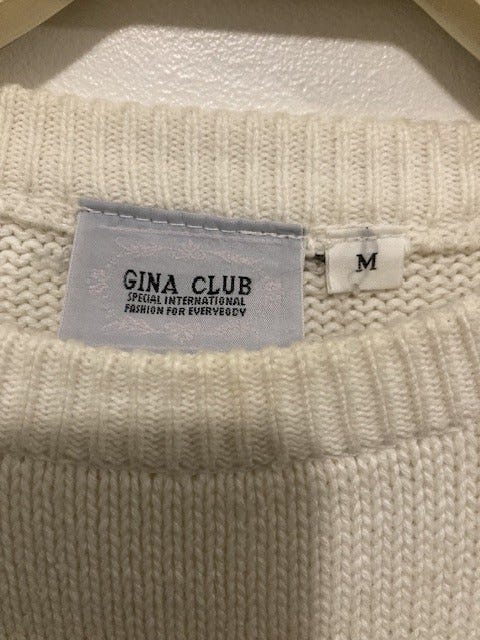 GINA CLUB
SPECIAL INTERNATIONAL
FASHION FOR EVERYBODY
M